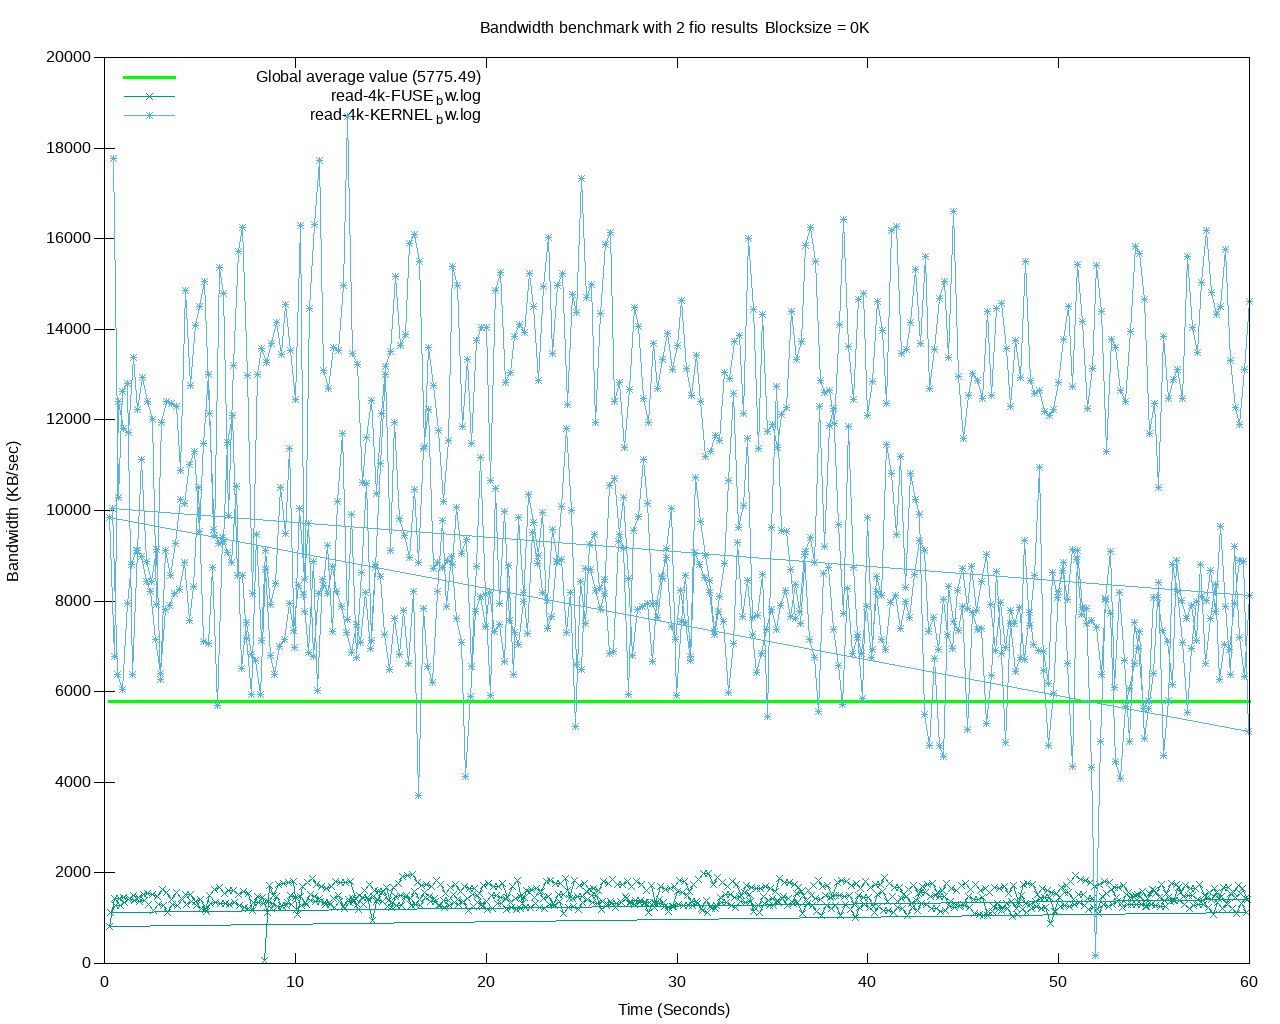 Bandwidth benchmark with 2 fio results Blocksize = 0K
20000
18000
16000
14000
12000
10000
8000
6000
4000
2000
0
Bandwidth (KB/sec)
Global average value (5775.49)
read-4k-FUSE_bw.log
read-4k-KERNEL_bw.log
0 10 20 30 40 50 60
Time (Seconds)